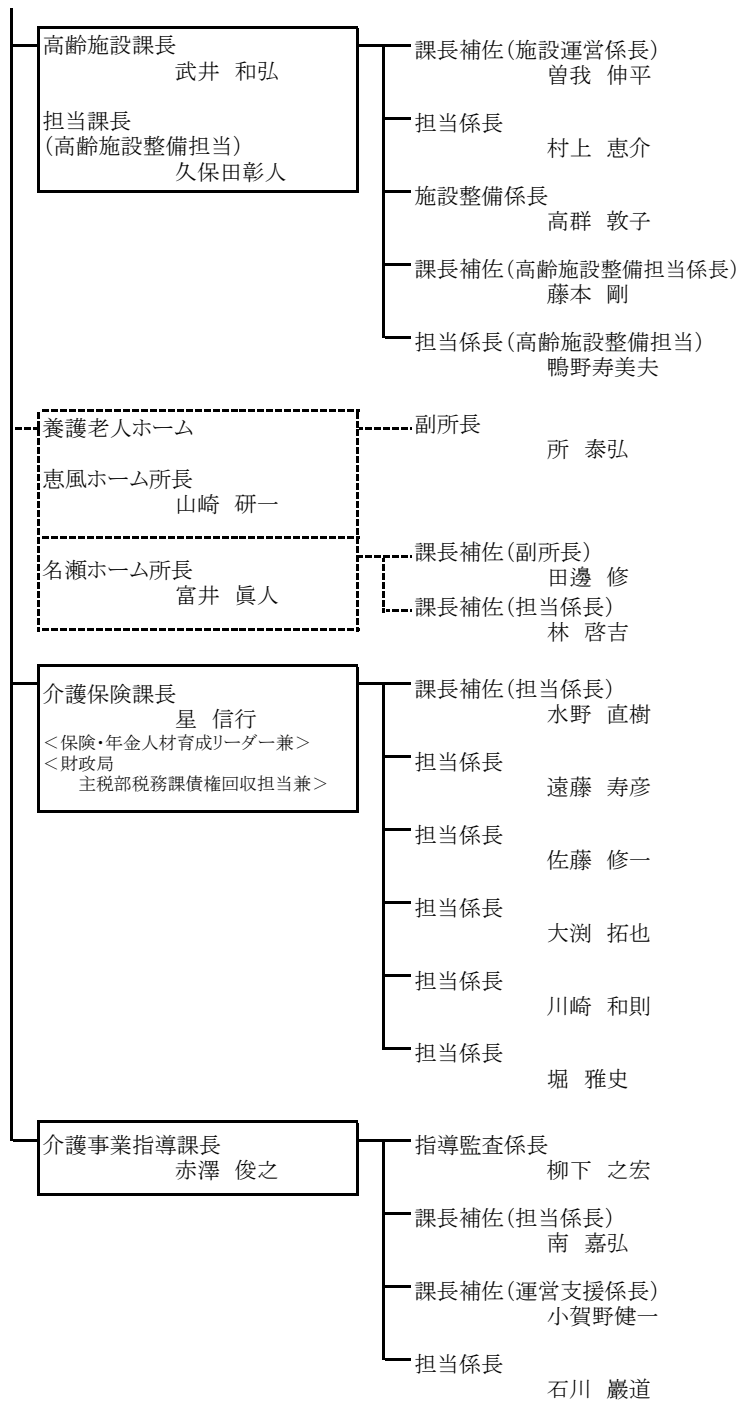 高齢施設課長
武井 和弘
担当課長
(高齢施設整備担当)
久保田彰人
課長補佐(施設運営係長)
曽我 伸平
担当係長
村上 恵介
施設整備係長
高群 敦子
課長補佐(高齢施設整備担当係長)
藤本 剛
担当係長(高齢施設整備担当)
鴨野寿美夫
養護老人ホーム
恵風ホーム所長
山崎 研一
副所長
所 泰弘
名瀬ホーム所長
富井 眞人
課長補佐(副所長)
田邊 修
課長補佐(担当係長)
林 啓吉
介護保険課長
星 信行
<保険・年金人材育成リーダー兼>
<財政局
主税部税務課債権回収担当兼>
課長補佐(担当係長)
水野 直樹
担当係長
遠藤 寿彦
担当係長
佐藤 修一
担当係長
大渕 拓也
担当係長
川崎 和則
担当係長
堀 雅史
介護事業指導課長
赤澤 俊之
指導監査係長
柳下 之宏
課長補佐(担当係長)
南 嘉弘
課長補佐(運営支援係長)
小賀野健一
担当係長
石川 巖道